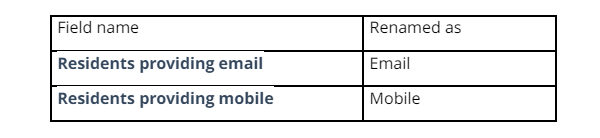 Field name Renamed as
Residents providing email Email
Residents providing mobile Mobile